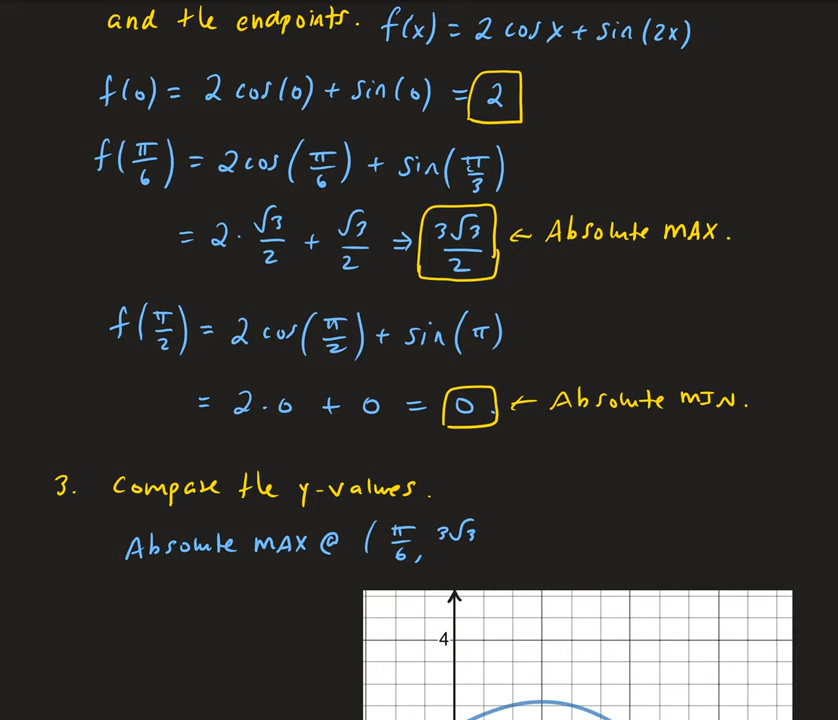 and the endpoints. f(x) = 2 cos x + sin(2x)
f(0) = 2 cos(0) + sin(0) = 2
f(π/6) = 2cos(π/6) + sin(π/3)
= 2 · √3/2 + √3/2 ⇒ 3√3/2 ← Absolute MAX.
f(π/2) = 2 cos(π/2) + sin(π)
= 2 · 0 + 0 = 0 ← Absolute MIN.
3. Compare the y-values.
Absolute MAX @ (π/6, 3√3
4